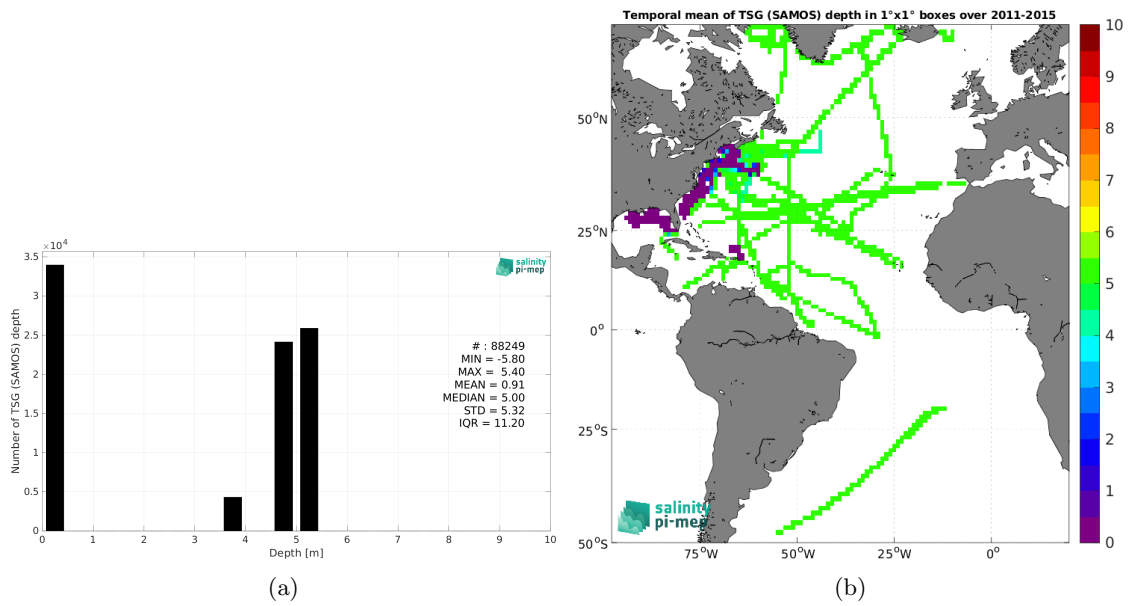 Temporal mean of TSG (SAMOS) depth in 1°x1° boxes over 2011-2015
×10⁴
3.5
3
2.5
2
1.5
1
0.5
0
Number of TSG (SAMOS) depth
0 1 2 3 4 5 6 7 8 9 10
Depth [m]
salinity
pi-mep
# : 88249
MIN = -5.80
MAX = 5.40
MEAN = 0.91
MEDIAN = 5.00
STD = 5.32
IQR = 11.20
(a)
50°N
25°N
0°
25°S
50°S
75°W 50°W 25°W 0°
salinity
pi-mep
10
9
8
7
6
5
4
3
2
1
0
(b)